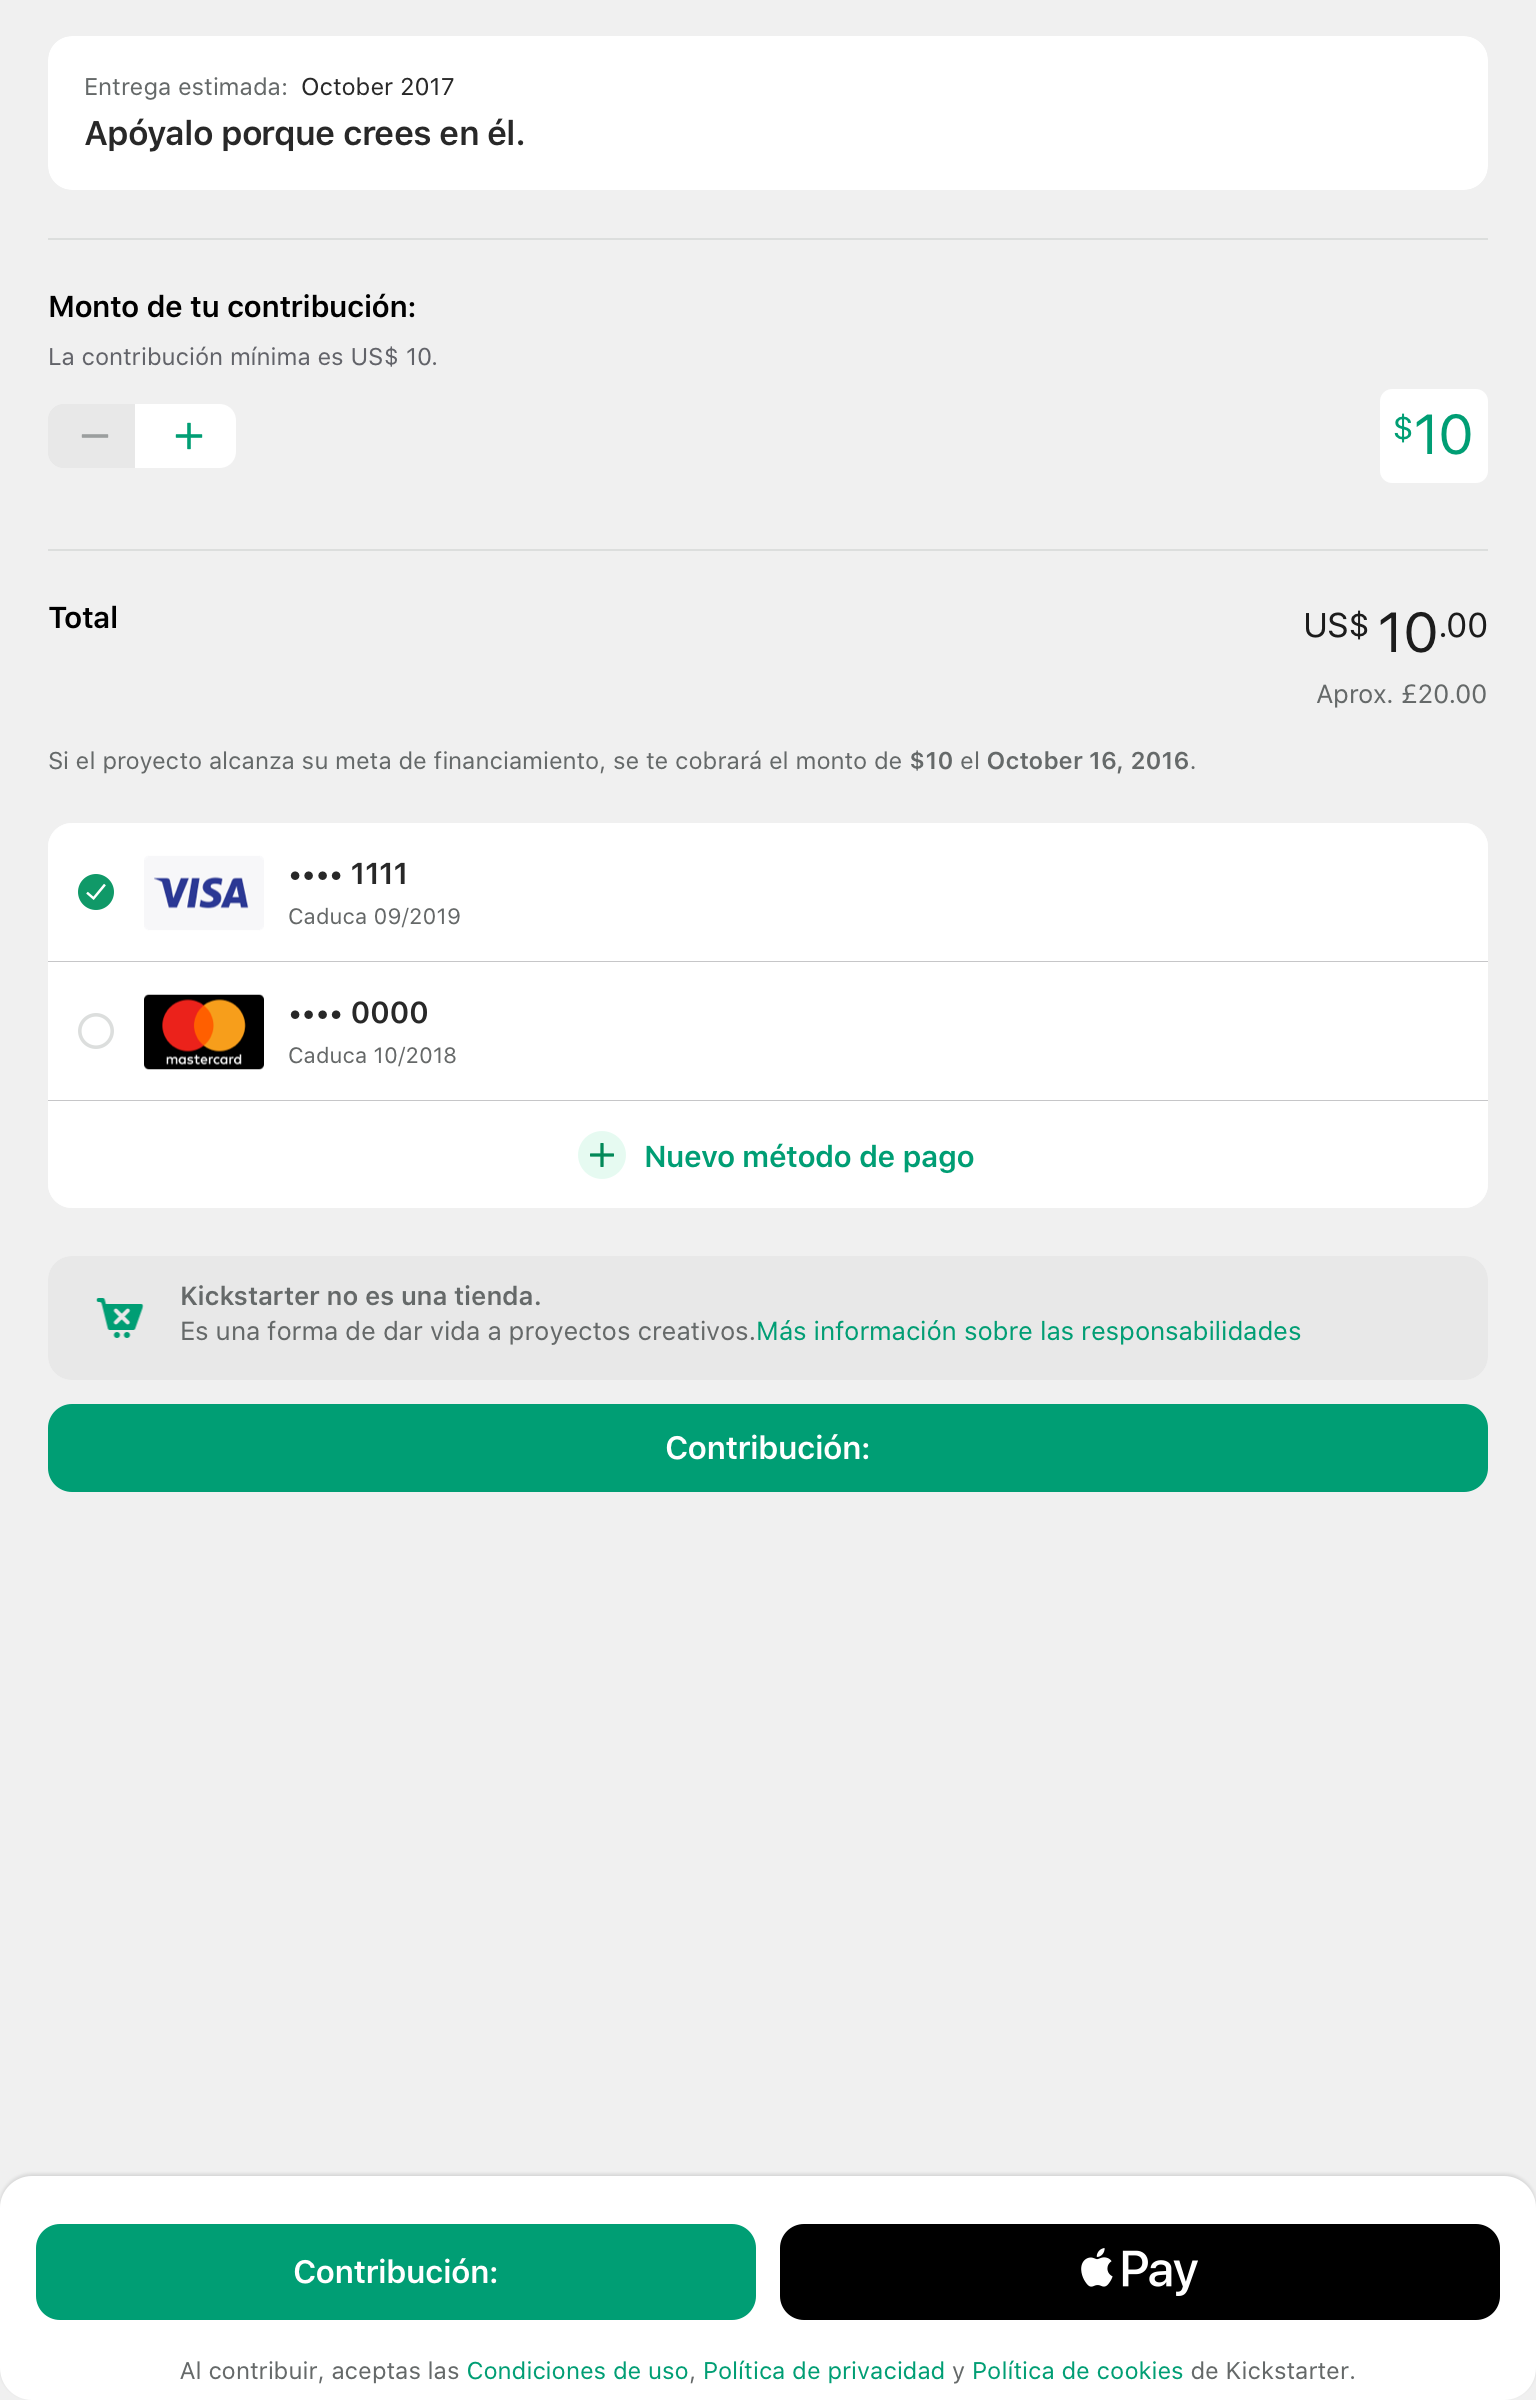 Entrega estimada: October 2017
Apóyalo porque crees en él.
Monto de tu contribución:
La contribución mínima es US$ 10.
$10
Total
US$ 10.00
Aprox. £20.00
Si el proyecto alcanza su meta de financiamiento, se te cobrará el monto de $10 el October 16, 2016.
VISA
•••• 1111
Caduca 09/2019
mastercard
•••• 0000
Caduca 10/2018
Nuevo método de pago
Kickstarter no es una tienda.
Es una forma de dar vida a proyectos creativos.Más información sobre las responsabilidades
Contribución:
Contribución:
Pay
Al contribuir, aceptas las Condiciones de uso, Política de privacidad y Política de cookies de Kickstarter.